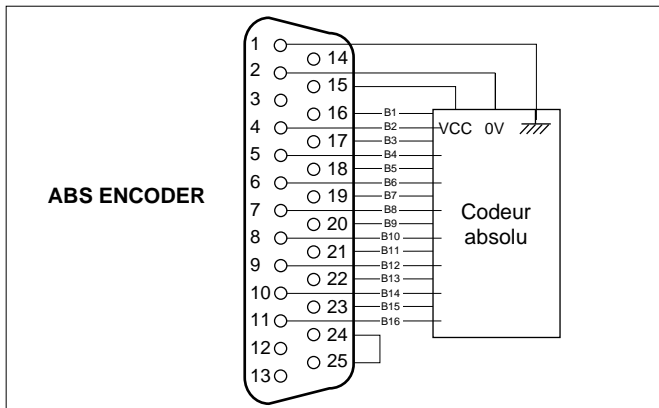 1
14
2
15
3
16 B1
4 B2 VCC 0V
17 B3
5 B4
18 B5
6 B6
ABS ENCODER
19 B7
7 B8 Codeur
20 B9 absolu
8 B10
21 B11
9 B12
22 B13
10 B14
23 B15
11 B16
24
12
25
13